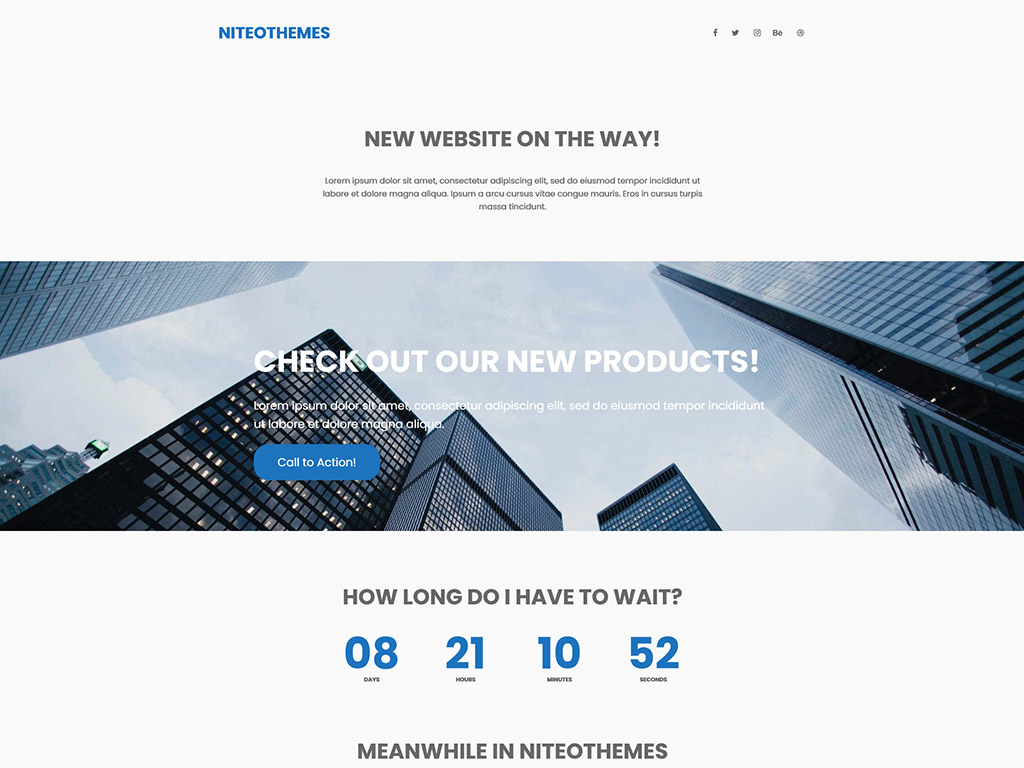 NITEOTHEMES
NEW WEBSITE ON THE WAY!
Lorem ipsum dolor sit amet, consectetur adipiscing elit, sed do eiusmod tempor incididunt ut
labore et dolore magna aliqua. Ipsum a arcu cursus vitae congue mauris. Eros in cursus turpis
massa tincidunt.
CHECK OUT OUR NEW PRODUCTS!
Lorem ipsum dolor sit amet, consectetur adipiscing elit, sed do eiusmod tempor incididunt
ut labore et dolore magna aliqua.
Call to Action!
HOW LONG DO I HAVE TO WAIT?
08 21 10 52
DAYS HOURS MINUTES SECONDS
MEANWHILE IN NITEOTHEMES